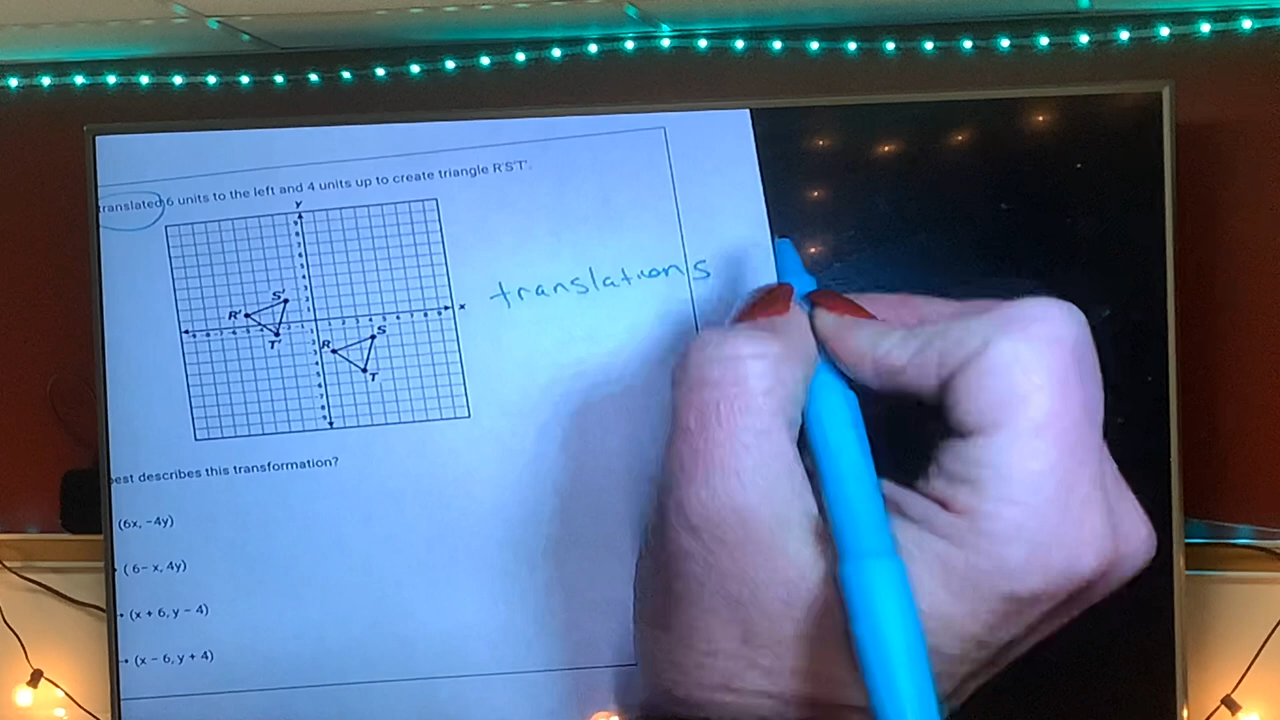 translated 6 units to the left and 4 units up to create triangle R'S'T'.
y
x
S'
R'
T'
S
R
T
translations
best describes this transformation?
(6x, −4y)
(6− x, 4y)
→ (x + 6, y − 4)
→ (x − 6, y + 4)